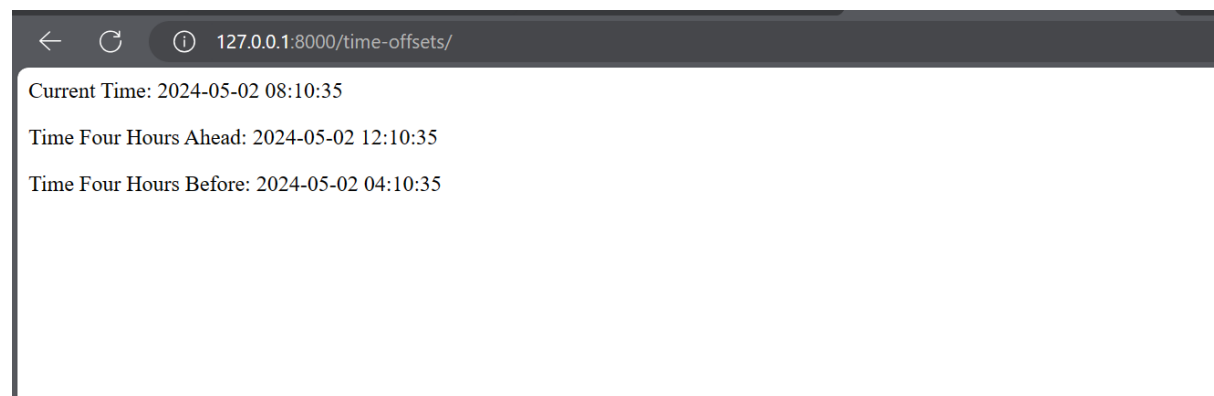 127.0.0.1:8000/time-offsets/
Current Time: 2024-05-02 08:10:35
Time Four Hours Ahead: 2024-05-02 12:10:35
Time Four Hours Before: 2024-05-02 04:10:35